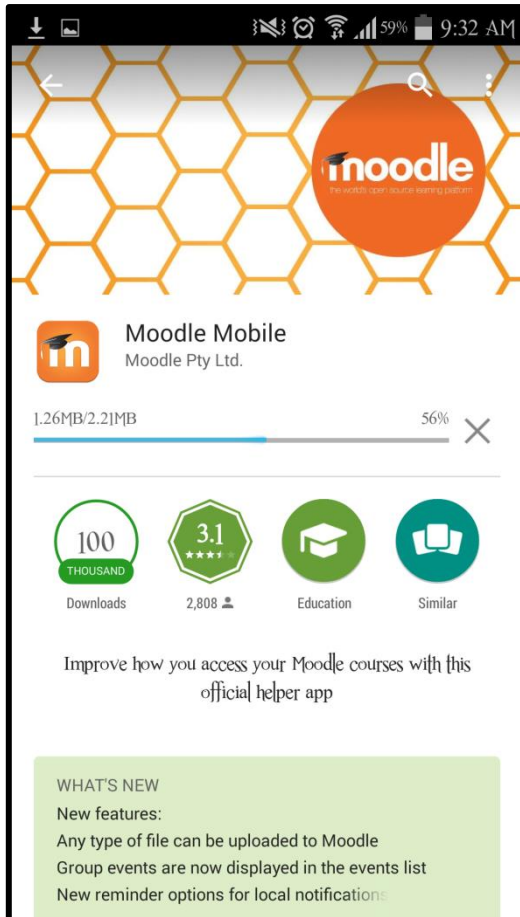 59% 9:32 AM
moodle
the world's open source learning platform
m
Moodle Mobile
Moodle Pty Ltd.
1.26MB/2.21MB 56%
100
THOUSAND
Downloads
3.1
2,808
Education
Similar
Improve how you access your Moodle courses with this
official helper app
WHAT'S NEW
New features:
Any type of file can be uploaded to Moodle
Group events are now displayed in the events list
New reminder options for local notifications